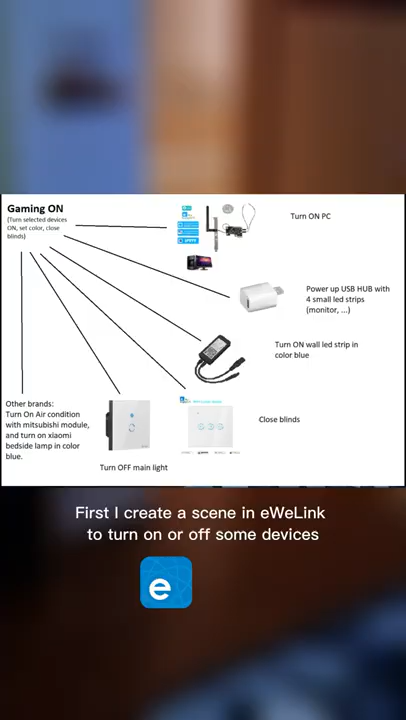 Gaming ON
(Turn selected devices
ON, set color, close
blinds)
Turn ON PC
Power up USB HUB with
4 small led strips
(monitor, ...)
Turn ON wall led strip in
color blue
Close blinds
Turn OFF main light
Other brands:
Turn On Air condition
with mitsubishi module,
and turn on xiaomi
bedside lamp in color
blue.
First I create a scene in eWeLink
to turn on or off some devices
e